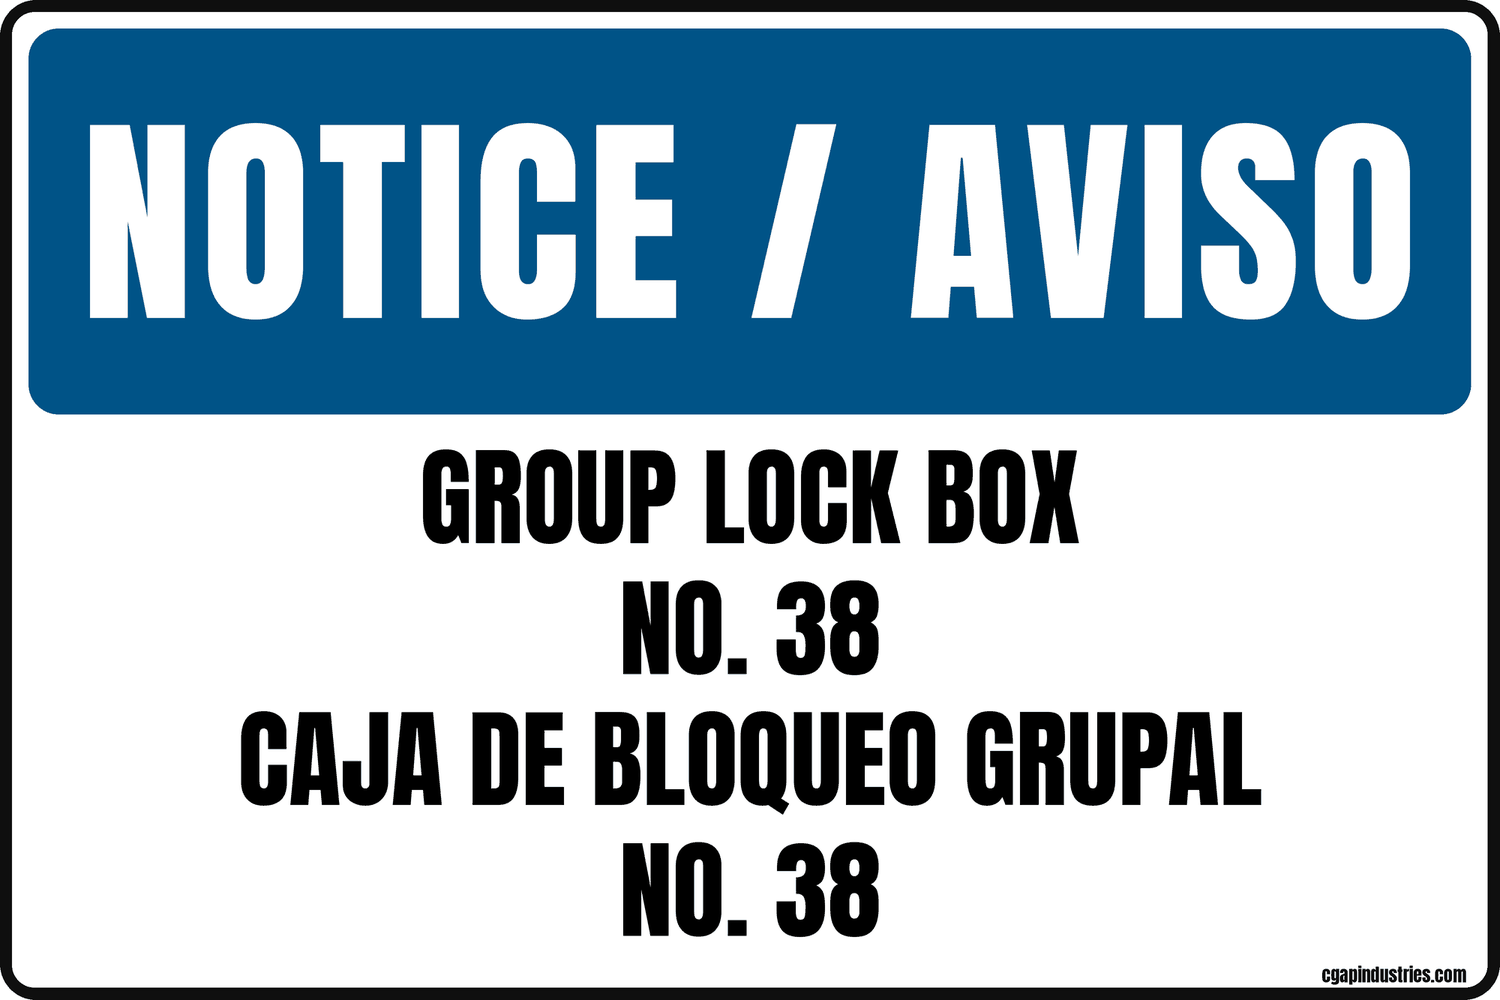 NOTICE / AVISO
GROUP LOCK BOX
NO. 38
CAJA DE BLOQUEO GRUPAL
NO. 38
cgapindustries.com